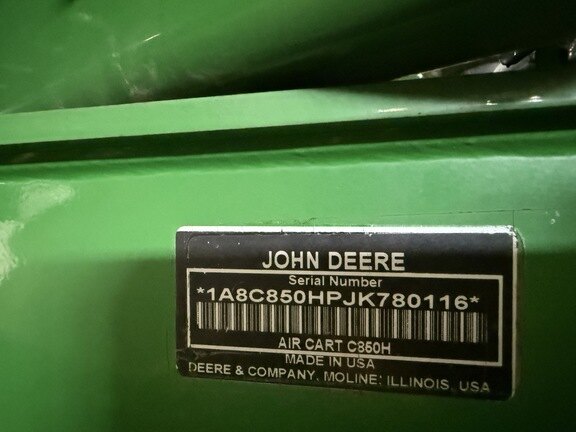 JOHN DEERE
Serial Number
*1A8C850HPJK780116*
AIR CART C850H
MADE IN USA
DEERE & COMPANY, MOLINE, ILLINOIS, USA